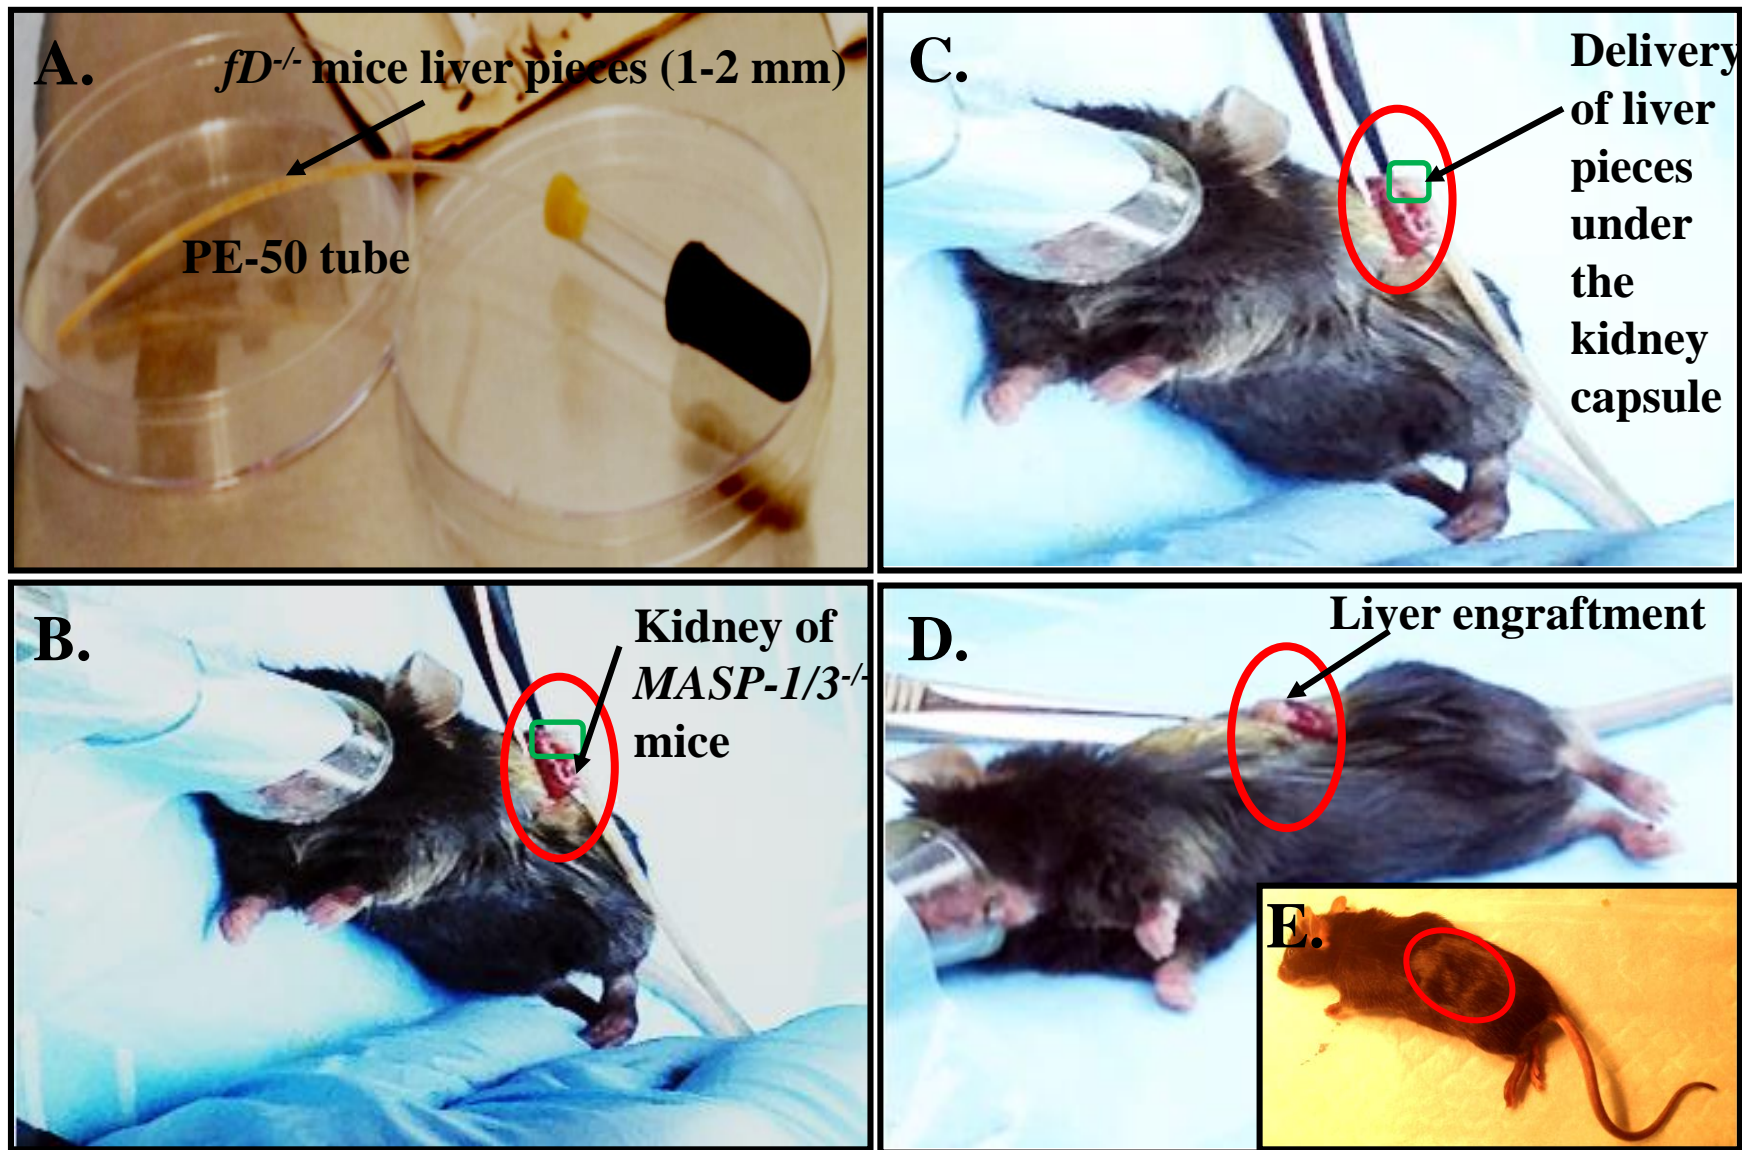 A.
fD-/- mice liver pieces (1-2 mm)
PE-50 tube
B.
Kidney of
MASP-1/3-/-
mice
C.
Delivery
of liver
pieces
under
the
kidney
capsule
D.
Liver engraftment
E.